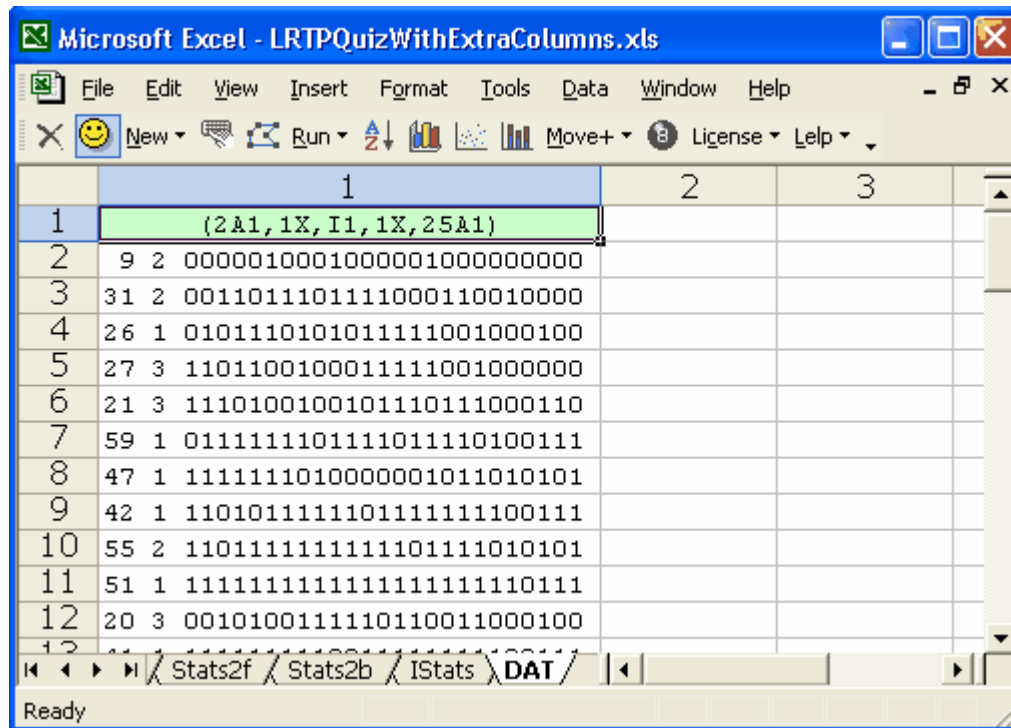 Microsoft Excel - LRTPQuizWithExtraColumns.xls
File Edit View Insert Format Tools Data Window Help
New Run Move+ License Lelp
1 2 3
1 (2A1,1X,I1,1X,25A1)
2 9 2 0000010001000001000000000
3 31 2 0011011101111000110010000
4 26 1 0101110101011111001000100
5 27 3 1101100100011111001000000
6 21 3 1110100100101110111000110
7 59 1 0111111101111011110100111
8 47 1 1111111010000001011010101
9 42 1 1101011111101111111100111
10 55 2 1101111111111101111010101
11 51 1 1111111111111111111110111
12 20 3 0010100111110110011000100
Stats2f Stats2b IStats DAT
Ready